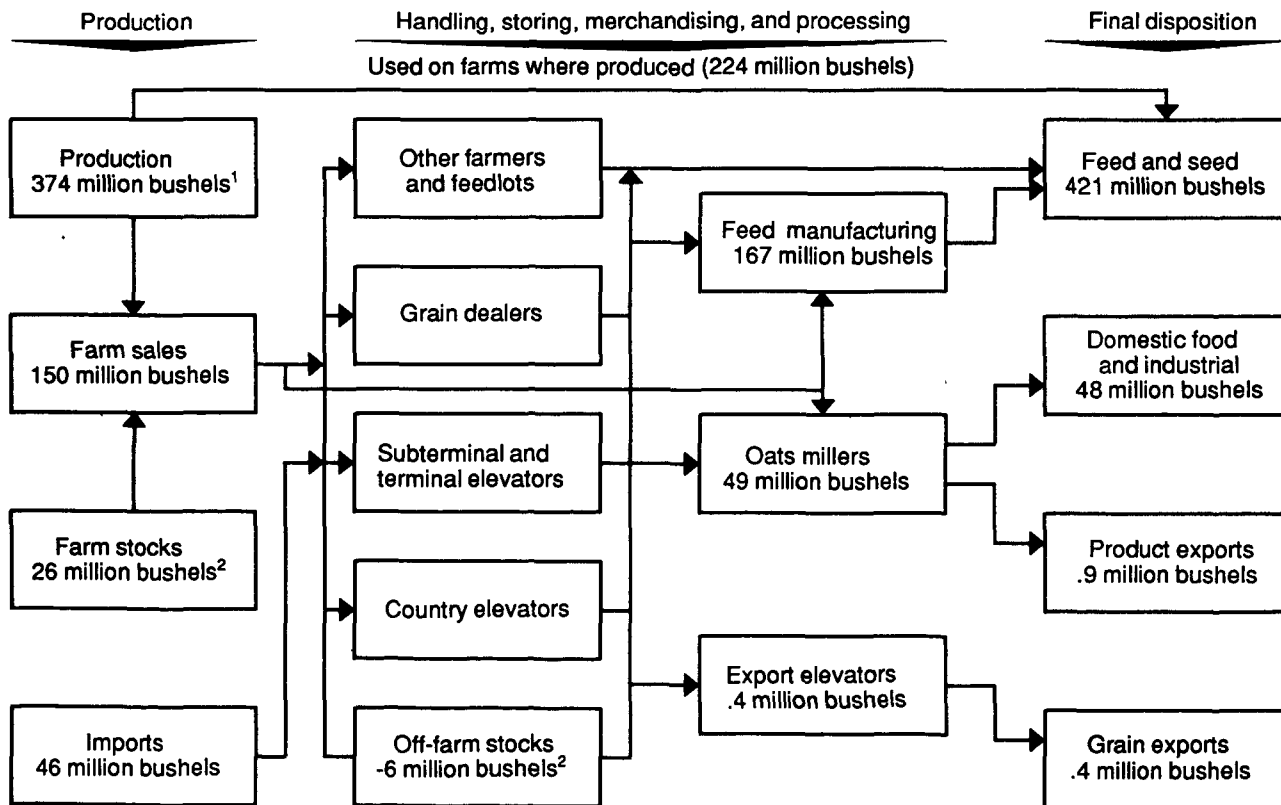 Production
Handling, storing, merchandising, and processing
Final disposition
Used on farms where produced (224 million bushels)
Production
374 million bushels¹
Other farmers
and feedlots
Feed and seed
421 million bushels
Feed manufacturing
167 million bushels
Grain dealers
Farm sales
150 million bushels
Domestic food
and industrial
48 million bushels
Subterminal and
terminal elevators
Oats millers
49 million bushels
Farm stocks
26 million bushels²
Product exports
.9 million bushels
Country elevators
Export elevators
.4 million bushels
Imports
46 million bushels
Off-farm stocks
-6 million bushels²
Grain exports
.4 million bushels